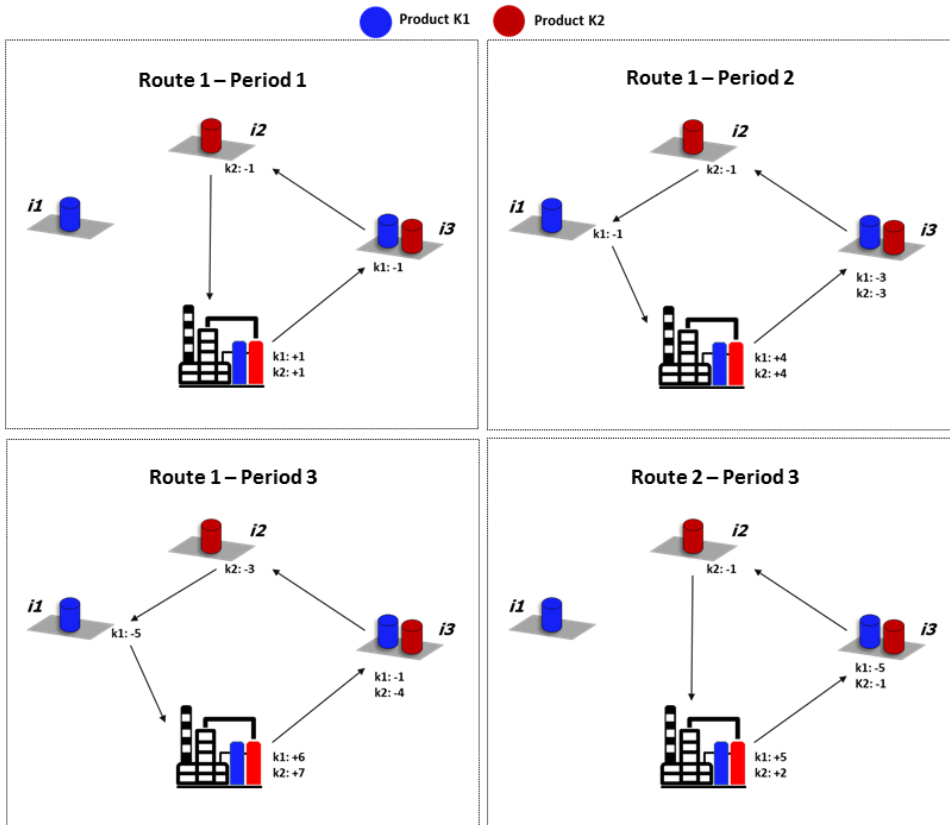 Product K1
Product K2
Route 1 – Period 1
i2
k2: -1
i1
i3
k1: -1
k1: +1
k2: +1
Route 1 – Period 2
i2
k2: -1
i1
k1: -1
i3
k1: -3
k2: -3
k1: +4
k2: +4
Route 1 – Period 3
i2
k2: -3
i1
k1: -5
i3
k1: -1
k2: -4
k1: +6
k2: +7
Route 2 – Period 3
i2
k2: -1
i1
i3
k1: -5
K2: -1
k1: +5
k2: +2